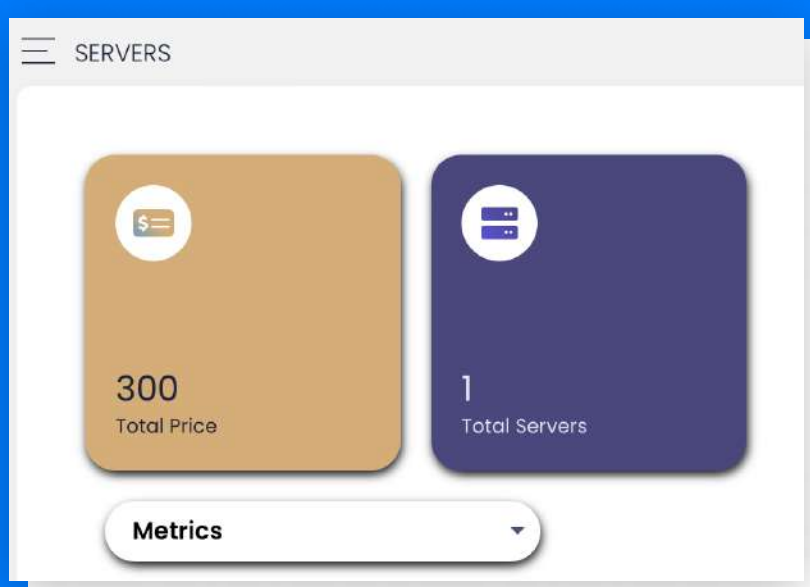 SERVERS
$
300
Total Price
1
Total Servers
Metrics